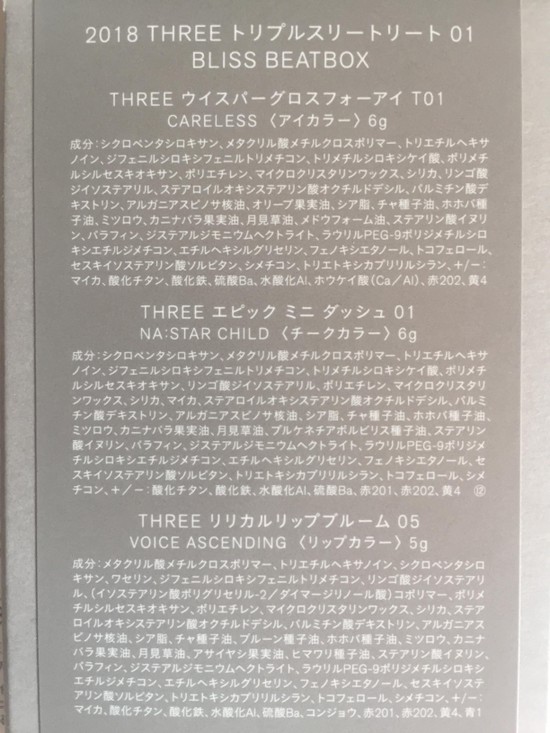 2018 THREE トリプルスリートリート 01
BLISS BEATBOX
THREE ウイスパーグロスフォーアイ T01
CARELESS 〈アイカラー〉6g
成分：シクロペンタシロキサン、メタクリル酸メチルクロスポリマー、トリエチルヘキサ
ノイン、ジフェニルシロキシフェニルトリメチコン、トリメチルシロキシケイ酸、ポリメチ
ルシルセスキオキサン、ポリエチレン、マイクロクリスタリンワックス、シリカ、リンゴ酸
ジイソステアリル、ステアロイルオキシステアリン酸オクチルドデシル、パルミチン酸デ
キストリン、アルガニアスピノサ核油、オリーブ果実油、シア脂、チャ種子油、ホホバ種
子油、ミツロウ、カニナバラ果実油、月見草油、メドウフォーム油、ステアリン酸イヌリ
ン、パラフィン、ジステアルジモニウムヘクトライト、ラウリルPEG-9ポリジメチルシロ
キシエチルジメチコン、エチルヘキシルグリセリン、フェノキシエタノール、トコフェロール、
セスキイソステアリン酸ソルビタン、シメチコン、トリエトキシカプリリルシラン、+/-：
マイカ、酸化チタン、酸化鉄、硫酸Ba、水酸化Al、ホウケイ酸(Ca/Al)、赤202、黄4
THREE エピック ミニ ダッシュ 01
NA:STAR CHILD 〈チークカラー〉6g
成分：シクロペンタシロキサン、メタクリル酸メチルクロスポリマー、トリエチルヘキサ
ノイン、ジフェニルシロキシフェニルトリメチコン、トリメチルシロキシケイ酸、ポリメチ
ルシルセスキオキサン、リンゴ酸ジイソステアリル、ポリエチレン、マイクロクリスタリ
ンワックス、シリカ、マイカ、ステアロイルオキシステアリン酸オクチルドデシル、パルミ
チン酸デキストリン、アルガニアスピノサ核油、シア脂、チャ種子油、ホホバ種子油、
ミツロウ、カニナバラ果実油、月見草油、プルケネチアボルビリス種子油、ステアリン
酸イヌリン、パラフィン、ジステアルジモニウムヘクトライト、ラウリルPEG-9ポリジメ
チルシロキシエチルジメチコン、エチルヘキシルグリセリン、フェノキシエタノール、セ
スキイソステアリン酸ソルビタン、トリエトキシカプリリルシラン、トコフェロール、シメ
チコン、+/-：酸化チタン、酸化鉄、水酸化Al、硫酸Ba、赤201、赤202、黄4 ⑫
THREE リリカルリップブルーム 05
VOICE ASCENDING 〈リップカラー〉5g
成分：メタクリル酸メチルクロスポリマー、トリエチルヘキサノイン、シクロペンタシロ
キサン、ワセリン、ジフェニルシロキシフェニルトリメチコン、リンゴ酸ジイソステアリ
ル、(イソステアリン酸ポリグリセリル-2/ダイマージリノール酸)コポリマー、ポリメ
チルシルセスキオキサン、ポリエチレン、マイクロクリスタリンワックス、シリカ、ステア
ロイルオキシステアリン酸オクチルドデシル、パルミチン酸デキストリン、アルガニアス
ピノサ核油、シア脂、チャ種子油、プルーン種子油、ホホバ種子油、ミツロウ、カニナ
バラ果実油、月見草油、アサイヤシ果実油、ヒマワリ種子油、ステアリン酸イヌリン、
パラフィン、ジステアルジモニウムヘクトライト、ラウリルPEG-9ポリジメチルシロキシ
エチルジメチコン、エチルヘキシルグリセリン、フェノキシエタノール、セスキイソステ
アリン酸ソルビタン、トリエトキシカプリリルシラン、トコフェロール、シメチコン、+/-：
マイカ、酸化チタン、酸化鉄、水酸化Al、硫酸Ba、コンジョウ、赤201、赤202、黄4、青1